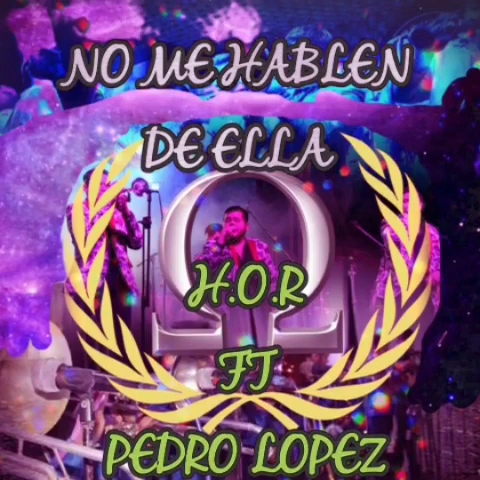 NO ME HABLEN
DE ELLA
Ω
H.O.R
FT
PEDRO LOPEZ